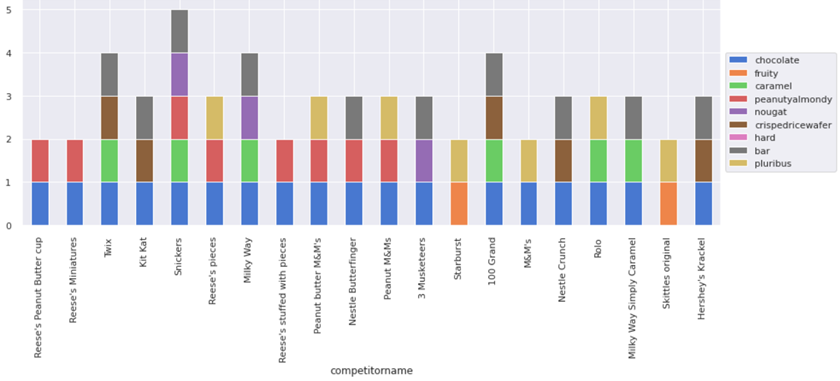 5
4
3
2
1
0
chocolate
fruity
caramel
peanutyalmondy
nougat
crispedricewafer
hard
bar
pluribus
Reese's Peanut Butter cup
Reese's Miniatures
Twix
Kit Kat
Snickers
Reese's pieces
Milky Way
Reese's stuffed with pieces
Peanut butter M&M's
Nestle Butterfinger
Peanut M&Ms
3 Musketeers
Starburst
100 Grand
M&M's
Nestle Crunch
Rolo
Milky Way Simply Caramel
Skittles original
Hershey's Krackel
competitorname